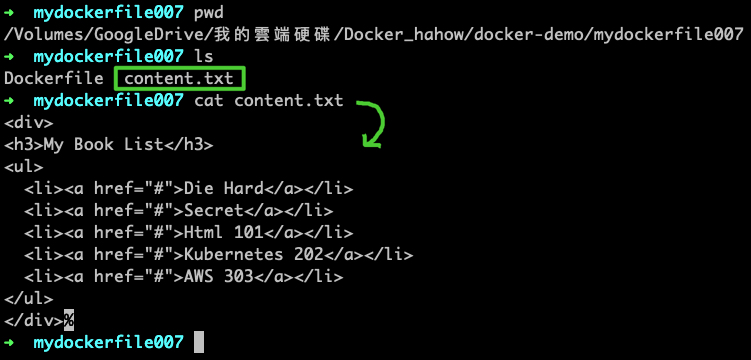 ➜ mydockerfile007 pwd
/Volumes/GoogleDrive/我的雲端硬碟/Docker_hahow/docker-demo/mydockerfile007
➜ mydockerfile007 ls
Dockerfile content.txt
➜ mydockerfile007 cat content.txt
<div>
<h3>My Book List</h3>
<ul>
  <li><a href="#">Die Hard</a></li>
  <li><a href="#">Secret</a></li>
  <li><a href="#">Html 101</a></li>
  <li><a href="#">Kubernetes 202</a></li>
  <li><a href="#">AWS 303</a></li>
</ul>
</div>%
➜ mydockerfile007